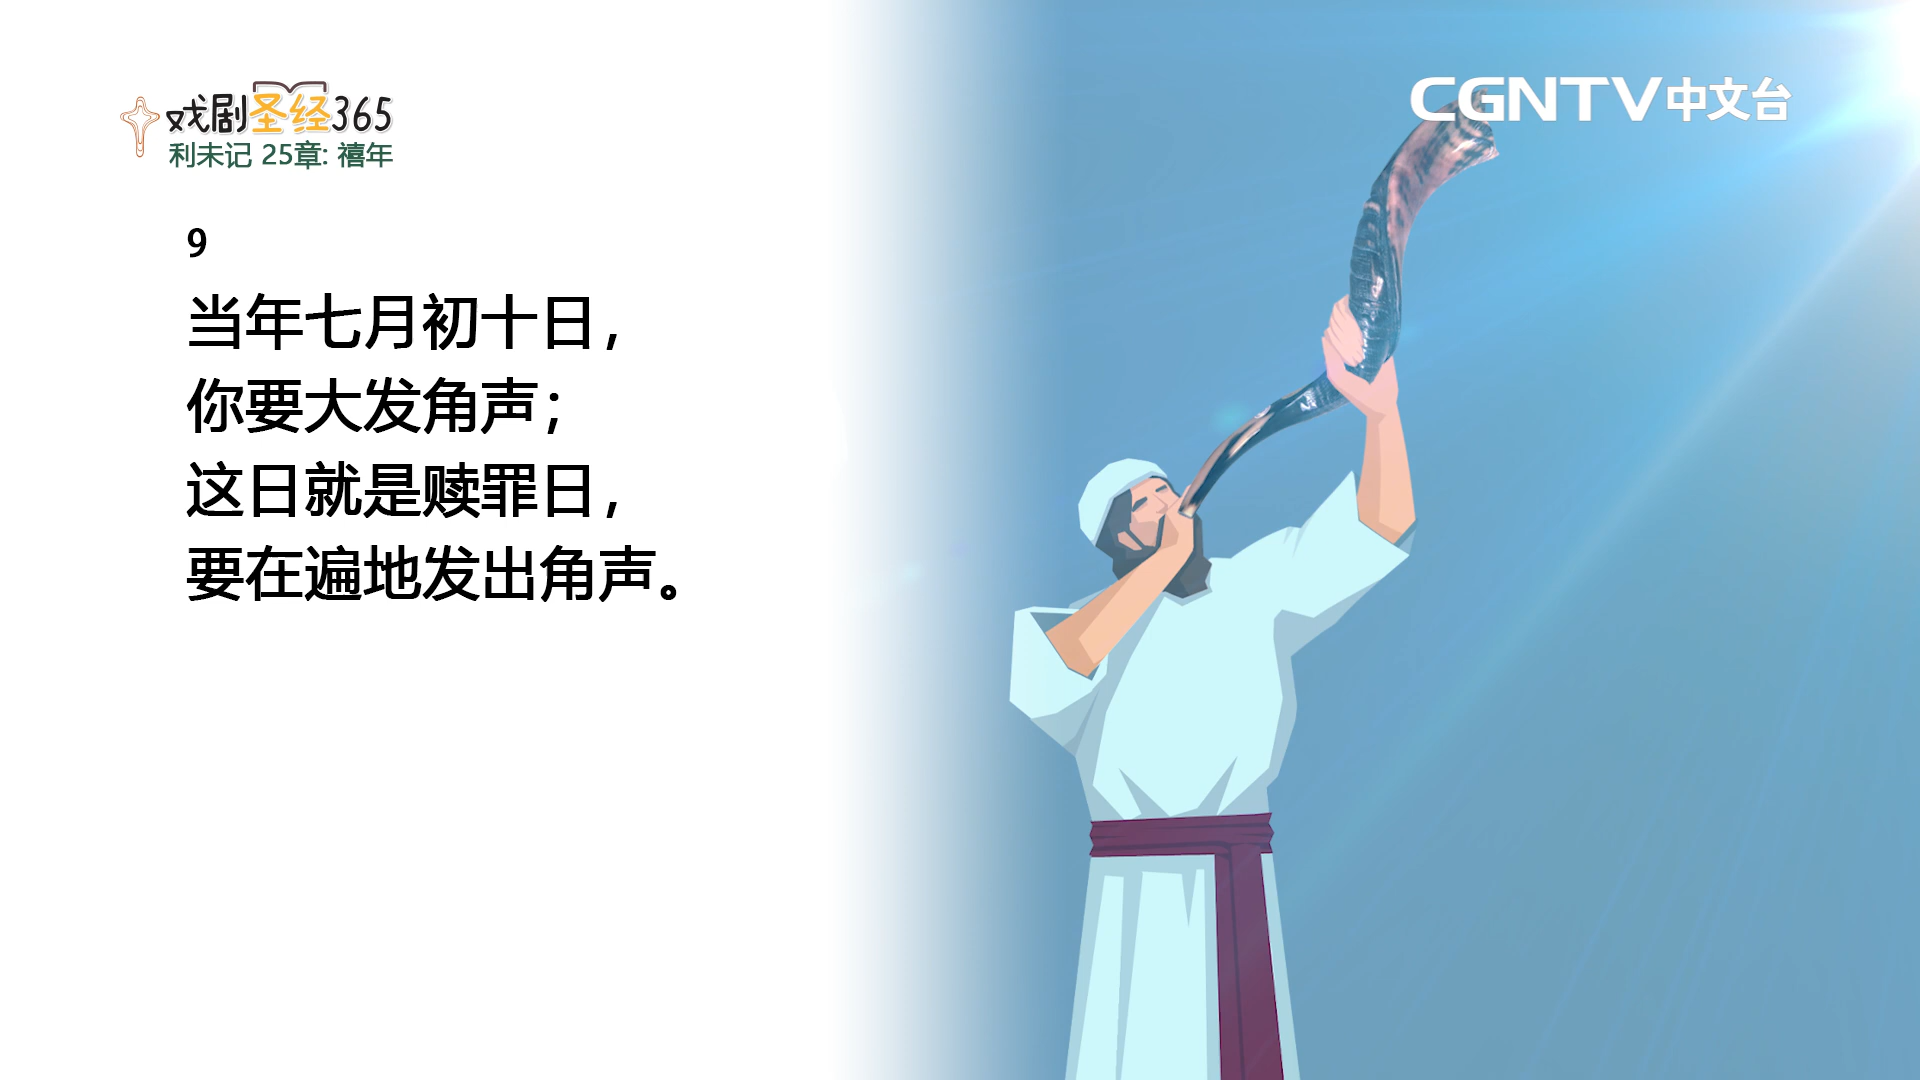 戏剧圣经365
利未记 25章: 禧年
CGNTV中文台
9
当年七月初十日，
你要大发角声；
这日就是赎罪日，
要在遍地发出角声。